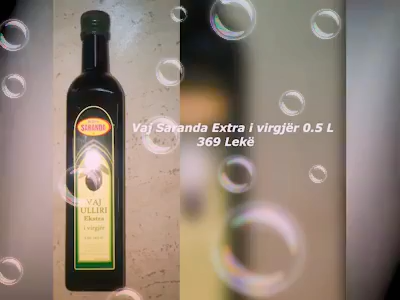 Vaj Saranda Extra i virgjër 0.5 L
369 Lekë
SARANDA
VAJ
ULLIRI
Ekstra
i virgjër